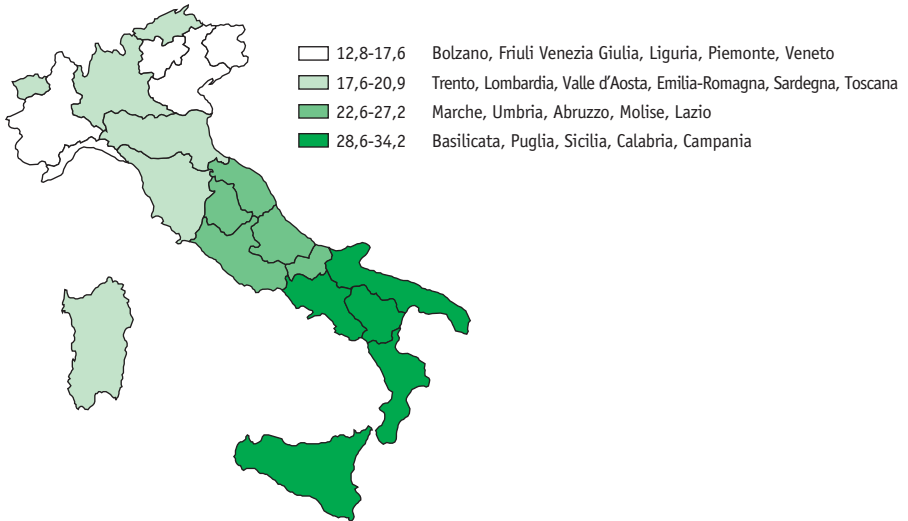 12,8-17,6 Bolzano, Friuli Venezia Giulia, Liguria, Piemonte, Veneto
17,6-20,9 Trento, Lombardia, Valle d’Aosta, Emilia-Romagna, Sardegna, Toscana
22,6-27,2 Marche, Umbria, Abruzzo, Molise, Lazio
28,6-34,2 Basilicata, Puglia, Sicilia, Calabria, Campania